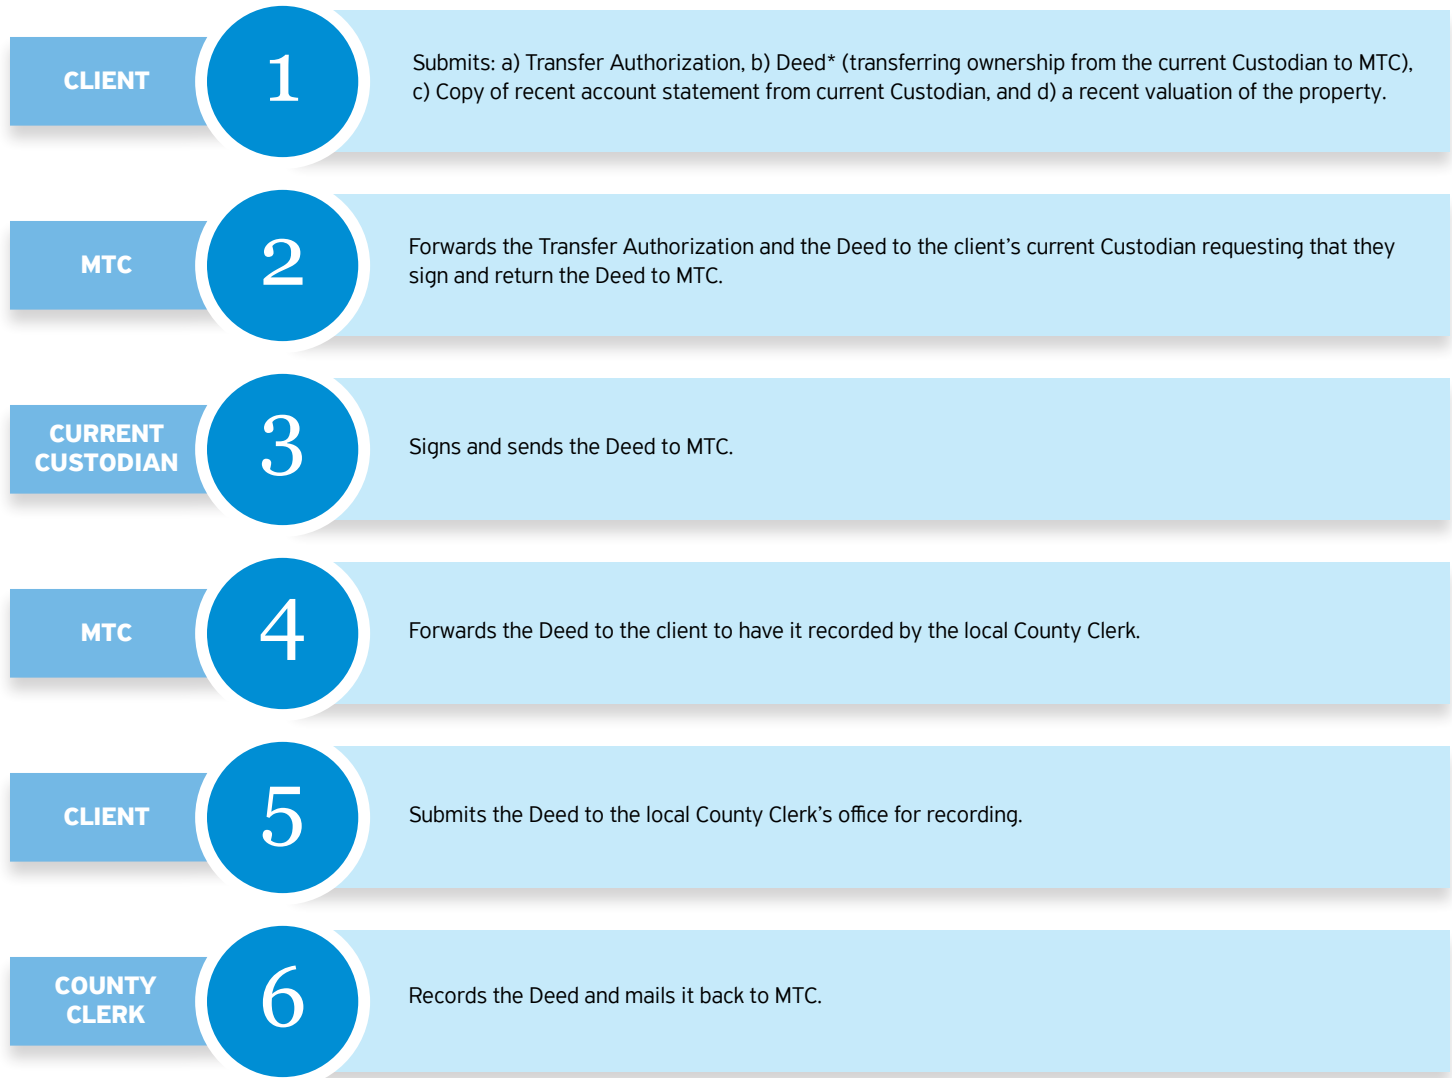 CLIENT
1
Submits: a) Transfer Authorization, b) Deed* (transferring ownership from the current Custodian to MTC),
c) Copy of recent account statement from current Custodian, and d) a recent valuation of the property.
MTC
2
Forwards the Transfer Authorization and the Deed to the client’s current Custodian requesting that they
sign and return the Deed to MTC.
CURRENT
CUSTODIAN
3
Signs and sends the Deed to MTC.
MTC
4
Forwards the Deed to the client to have it recorded by the local County Clerk.
CLIENT
5
Submits the Deed to the local County Clerk’s office for recording.
COUNTY
CLERK
6
Records the Deed and mails it back to MTC.